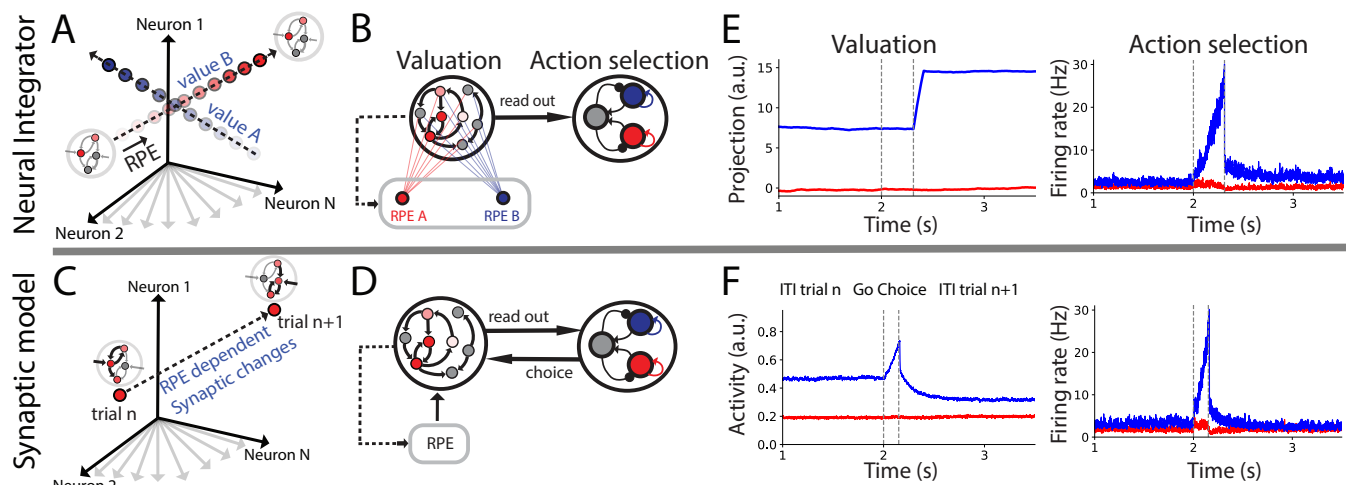 Neural Integrator
A
Neuron 1
value B
value A
RPE
Neuron N
Neuron 2
B
Valuation
Action selection
read out
RPE A
RPE B
E
Valuation
Projection (a.u.)
15
10
5
0
1
2
3
Time (s)
Action selection
Firing rate (Hz)
30
20
10
0
1
2
3
Time (s)
Synaptic model
C
Neuron 1
trial n+1
RPE dependent
Synaptic changes
trial n
Neuron N
Neuron 2
D
read out
choice
RPE
F
ITI trial n
Go Choice
ITI trial n+1
Activity (a.u.)
0.8
0.6
0.4
0.2
0.0
1
2
3
Time (s)
Firing rate (Hz)
30
20
10
0
1
2
3
Time (s)